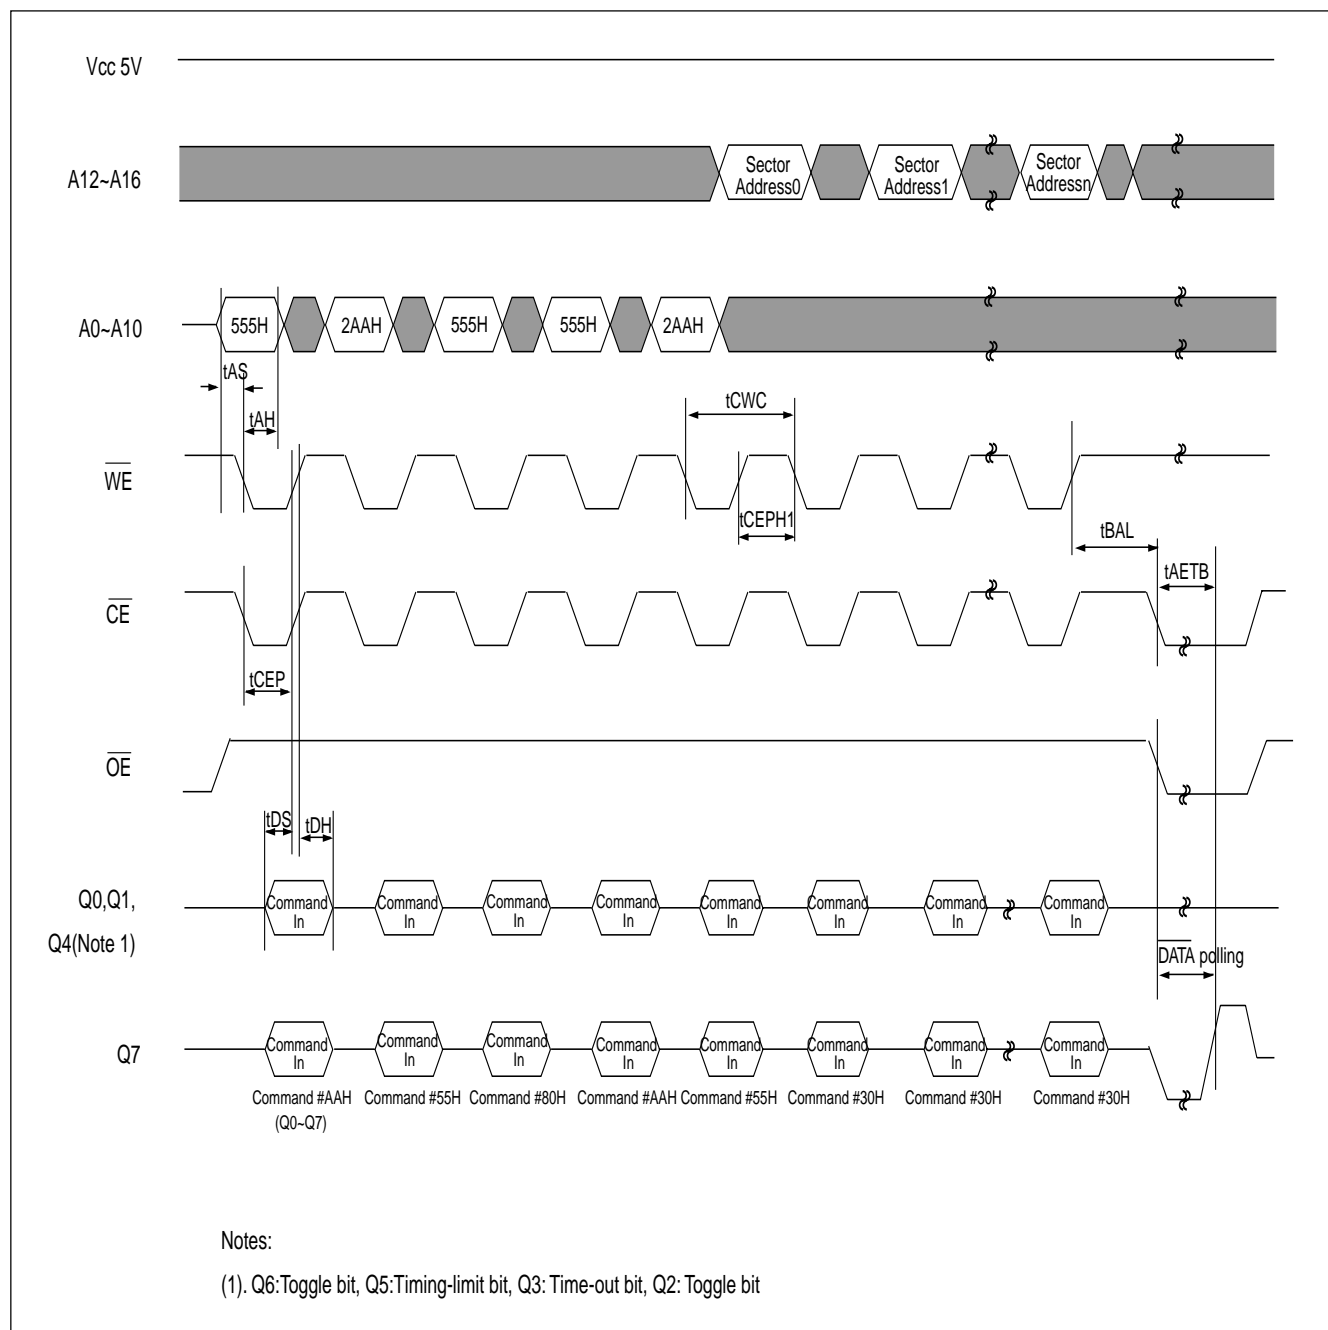 Vcc 5V
A12~A16
Sector
Address0
Sector
Address1
Sector
Addressn
A0~A10
555H
2AAH
555H
555H
2AAH
tAS
tAH
tCWC
WE
tCEPH1
tBAL
tAETB
CE
tCEP
OE
tDS
tDH
Q0,Q1,
Q4(Note 1)
Command
In
Command
In
Command
In
Command
In
Command
In
Command
In
Command
In
Command
In
DATA polling
Q7
Command
In
Command
In
Command
In
Command
In
Command
In
Command
In
Command
In
Command
In
Command #AAH
(Q0~Q7)
Command #55H
Command #80H
Command #AAH
Command #55H
Command #30H
Command #30H
Command #30H
Notes:
(1). Q6:Toggle bit, Q5:Timing-limit bit, Q3: Time-out bit, Q2: Toggle bit